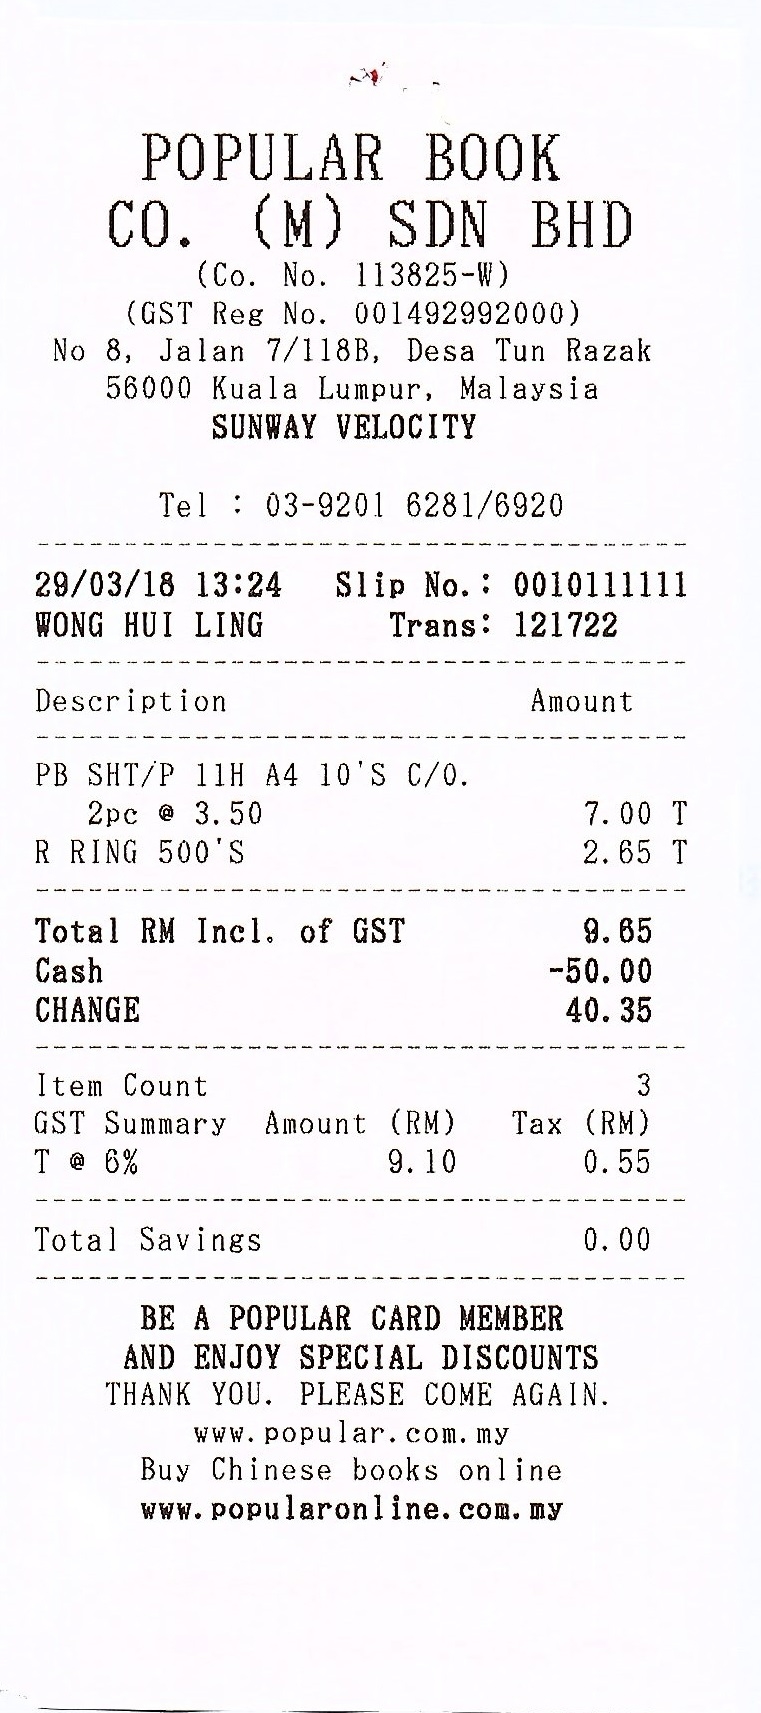 POPULAR BOOK
CO. (M) SDN BHD
(Co. No. 113825-W)
(GST Reg No. 001492992000)
No 8, Jalan 7/118B, Desa Tun Razak
56000 Kuala Lumpur, Malaysia
SUNWAY VELOCITY
Tel : 03-9201 6281/6920
29/03/18 13:24 Slip No.: 0010111111
WONG HUI LING Trans: 121722
Description Amount
PB SHT/P 11H A4 10'S C/O.
2pc @ 3.50 7.00 T
R RING 500'S 2.65 T
Total RM Incl. of GST 9.65
Cash -50.00
CHANGE 40.35
Item Count 3
GST Summary Amount (RM) Tax (RM)
T @ 6% 9.10 0.55
Total Savings 0.00
BE A POPULAR CARD MEMBER
AND ENJOY SPECIAL DISCOUNTS
THANK YOU. PLEASE COME AGAIN.
www.popular.com.my
Buy Chinese books online
www.popularonline.com.my